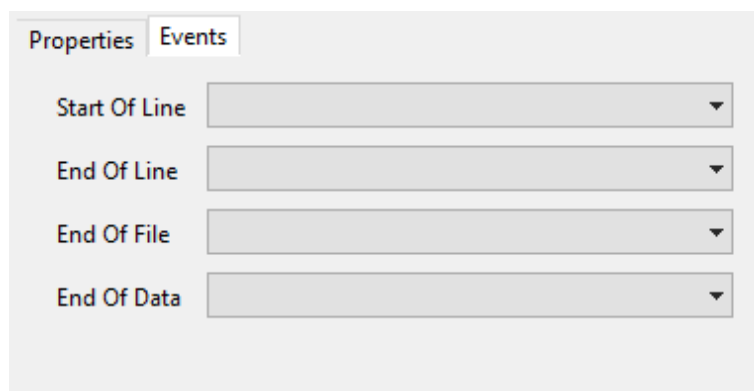 Properties Events
Start Of Line
End Of Line
End Of File
End Of Data